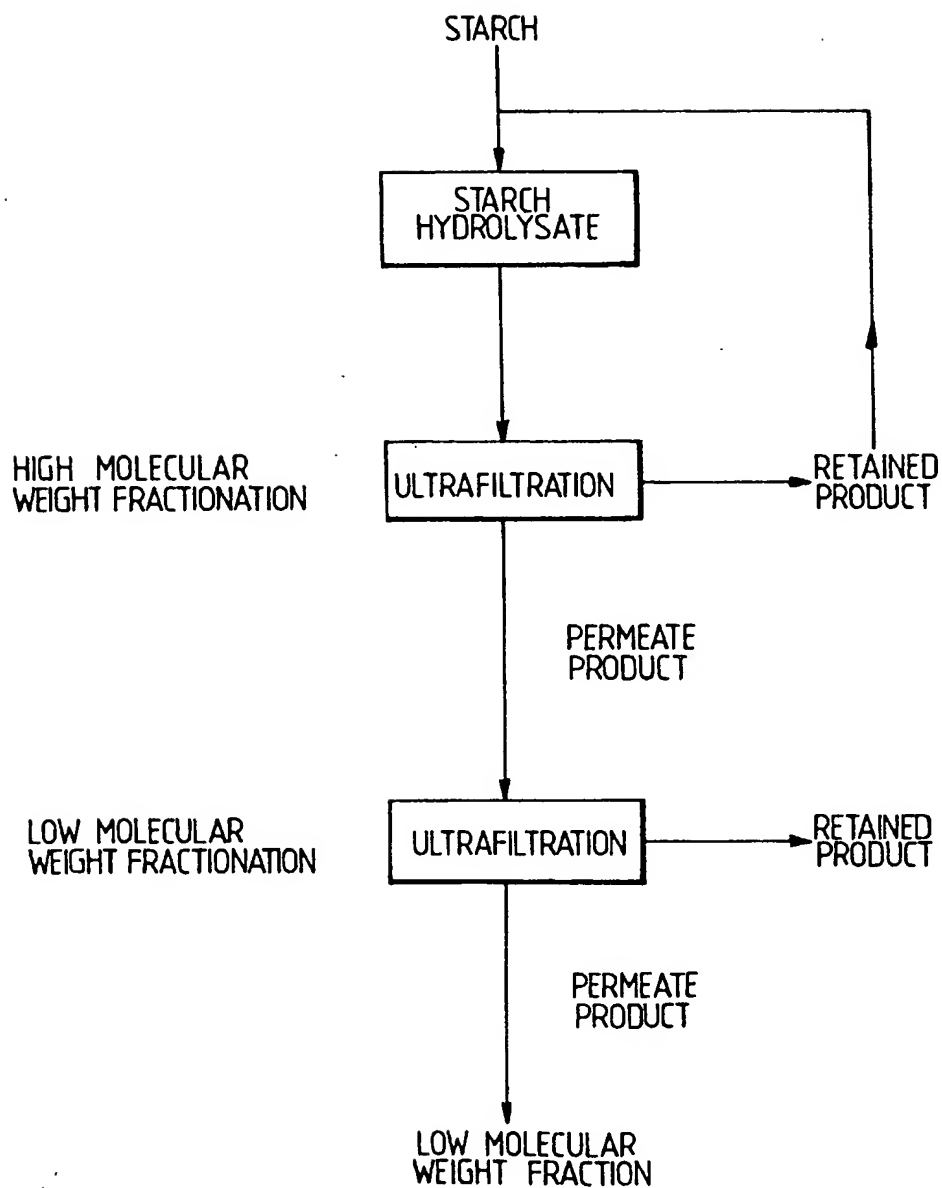 STARCH
STARCH
HYDROLYSATE
HIGH MOLECULAR
WEIGHT FRACTIONATION
ULTRAFILTRATION
RETAINED
PRODUCT
PERMEATE
PRODUCT
LOW MOLECULAR
WEIGHT FRACTIONATION
ULTRAFILTRATION
RETAINED
PRODUCT
PERMEATE
PRODUCT
LOW MOLECULAR
WEIGHT FRACTION